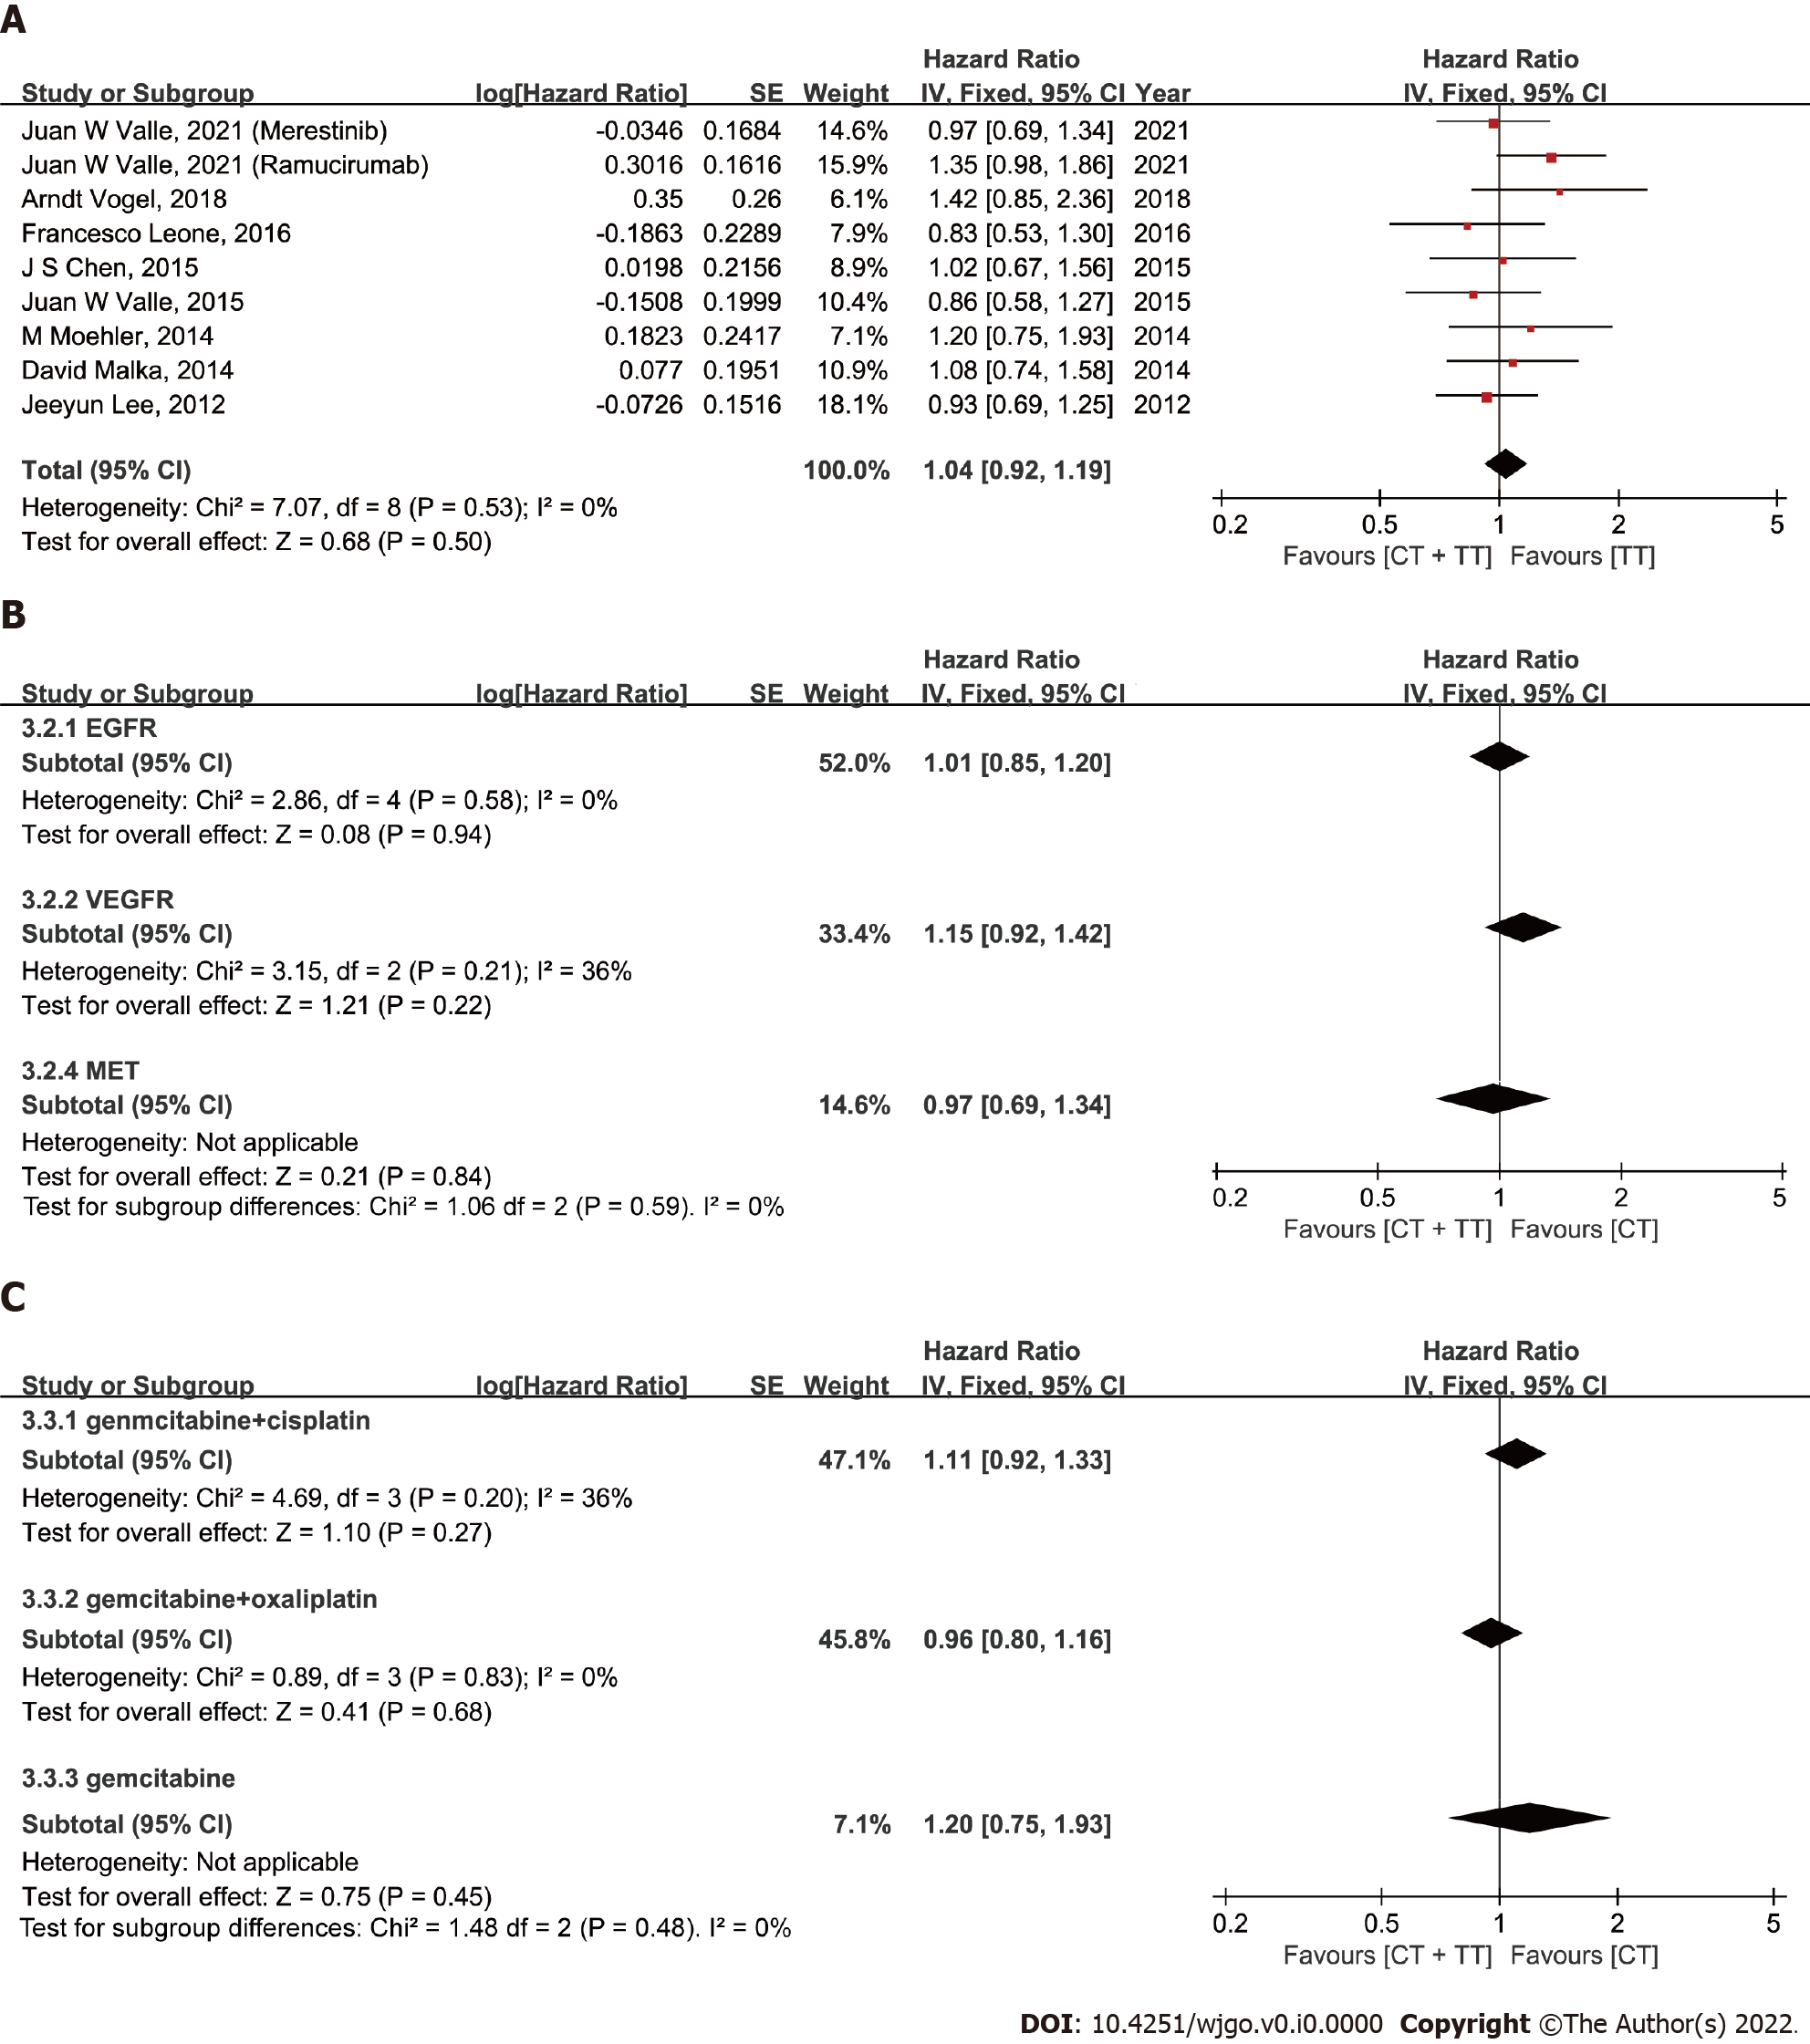 A
Hazard Ratio Hazard Ratio
Study or Subgroup log[Hazard Ratio] SE Weight IV, Fixed, 95% CI Year IV, Fixed, 95% CI
Juan W Valle, 2021 (Merestinib) -0.0346 0.1684 14.6% 0.97 [0.69, 1.34] 2021
Juan W Valle, 2021 (Ramucirumab) 0.3016 0.1616 15.9% 1.35 [0.98, 1.86] 2021
Arndt Vogel, 2018 0.35 0.26 6.1% 1.42 [0.85, 2.36] 2018
Francesco Leone, 2016 -0.1863 0.2289 7.9% 0.83 [0.53, 1.30] 2016
J S Chen, 2015 0.0198 0.2156 8.9% 1.02 [0.67, 1.56] 2015
Juan W Valle, 2015 -0.1508 0.1999 10.4% 0.86 [0.58, 1.27] 2015
M Moehler, 2014 0.1823 0.2417 7.1% 1.20 [0.75, 1.93] 2014
David Malka, 2014 0.077 0.1951 10.9% 1.08 [0.74, 1.58] 2014
Jeeyun Lee, 2012 -0.0726 0.1516 18.1% 0.93 [0.69, 1.25] 2012
Total (95% CI) 100.0% 1.04 [0.92, 1.19]
Heterogeneity: Chi² = 7.07, df = 8 (P = 0.53); I² = 0%
Test for overall effect: Z = 0.68 (P = 0.50)
0.2 0.5 1 2 5
Favours [CT + TT] Favours [TT]
B
Hazard Ratio Hazard Ratio
Study or Subgroup log[Hazard Ratio] SE Weight IV, Fixed, 95% CI IV, Fixed, 95% CI
3.2.1 EGFR
Subtotal (95% CI) 52.0% 1.01 [0.85, 1.20]
Heterogeneity: Chi² = 2.86, df = 4 (P = 0.58); I² = 0%
Test for overall effect: Z = 0.08 (P = 0.94)
3.2.2 VEGFR
Subtotal (95% CI) 33.4% 1.15 [0.92, 1.42]
Heterogeneity: Chi² = 3.15, df = 2 (P = 0.21); I² = 36%
Test for overall effect: Z = 1.21 (P = 0.22)
3.2.4 MET
Subtotal (95% CI) 14.6% 0.97 [0.69, 1.34]
Heterogeneity: Not applicable
Test for overall effect: Z = 0.21 (P = 0.84)
Test for subgroup differences: Chi² = 1.06 df = 2 (P = 0.59). I² = 0%
0.2 0.5 1 2 5
Favours [CT + TT] Favours [CT]
C
Hazard Ratio Hazard Ratio
Study or Subgroup log[Hazard Ratio] SE Weight IV, Fixed, 95% CI IV, Fixed, 95% CI
3.3.1 genmcitabine+cisplatin
Subtotal (95% CI) 47.1% 1.11 [0.92, 1.33]
Heterogeneity: Chi² = 4.69, df = 3 (P = 0.20); I² = 36%
Test for overall effect: Z = 1.10 (P = 0.27)
3.3.2 gemcitabine+oxaliplatin
Subtotal (95% CI) 45.8% 0.96 [0.80, 1.16]
Heterogeneity: Chi² = 0.89, df = 3 (P = 0.83); I² = 0%
Test for overall effect: Z = 0.41 (P = 0.68)
3.3.3 gemcitabine
Subtotal (95% CI) 7.1% 1.20 [0.75, 1.93]
Heterogeneity: Not applicable
Test for overall effect: Z = 0.75 (P = 0.45)
Test for subgroup differences: Chi² = 1.48 df = 2 (P = 0.48). I² = 0%
0.2 0.5 1 2 5
Favours [CT + TT] Favours [CT]
DOI: 10.4251/wjgo.v0.i0.0000 Copyright ©The Author(s) 2022.